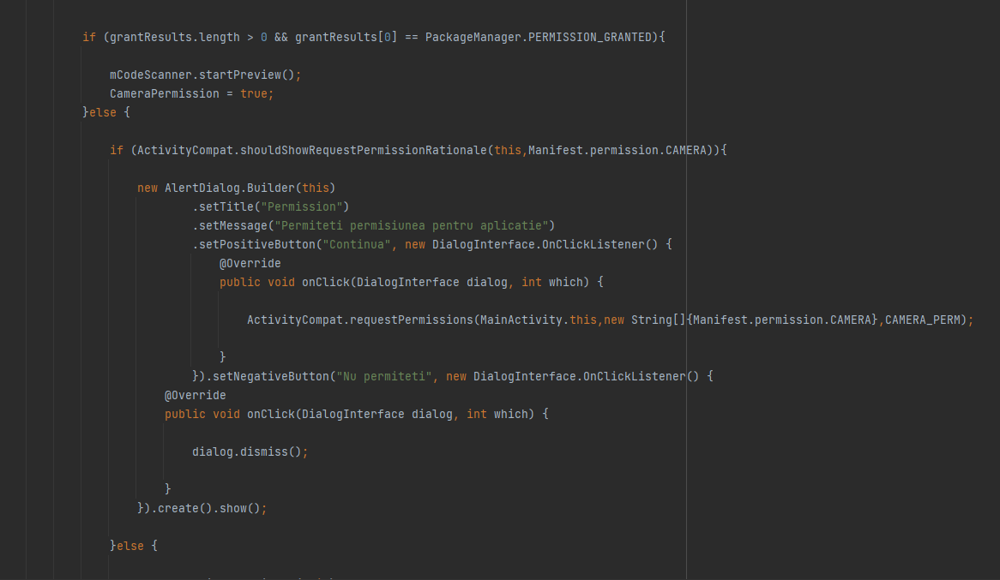 if (grantResults.length > 0 && grantResults[0] == PackageManager.PERMISSION_GRANTED){
mCodeScanner.startPreview();
CameraPermission = true;
}else {
if (ActivityCompat.shouldShowRequestPermissionRationale(this,Manifest.permission.CAMERA)){
new AlertDialog.Builder(this)
.setTitle("Permission")
.setMessage("Permiteti permisiunea pentru aplicatie")
.setPositiveButton("Continua", new DialogInterface.OnClickListener() {
@Override
public void onClick(DialogInterface dialog, int which) {
ActivityCompat.requestPermissions(MainActivity.this,new String[]{Manifest.permission.CAMERA},CAMERA_PERM);
}
}).setNegativeButton("Nu permiteti", new DialogInterface.OnClickListener() {
@Override
public void onClick(DialogInterface dialog, int which) {
dialog.dismiss();
}
}).create().show();
}else {